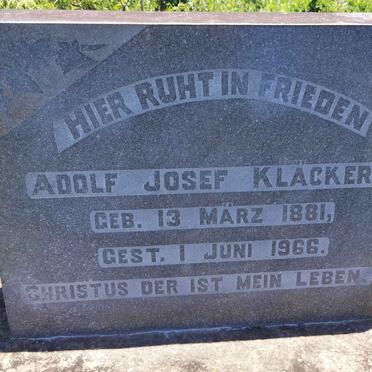 HIER RUHT IN FRIEDEN
ADOLF JOSEF KLÄCKER
GEB. 13 MÄRZ 1881,
GEST. 1 JUNI 1966.
CHRISTUS DER IST MEIN LEBEN.